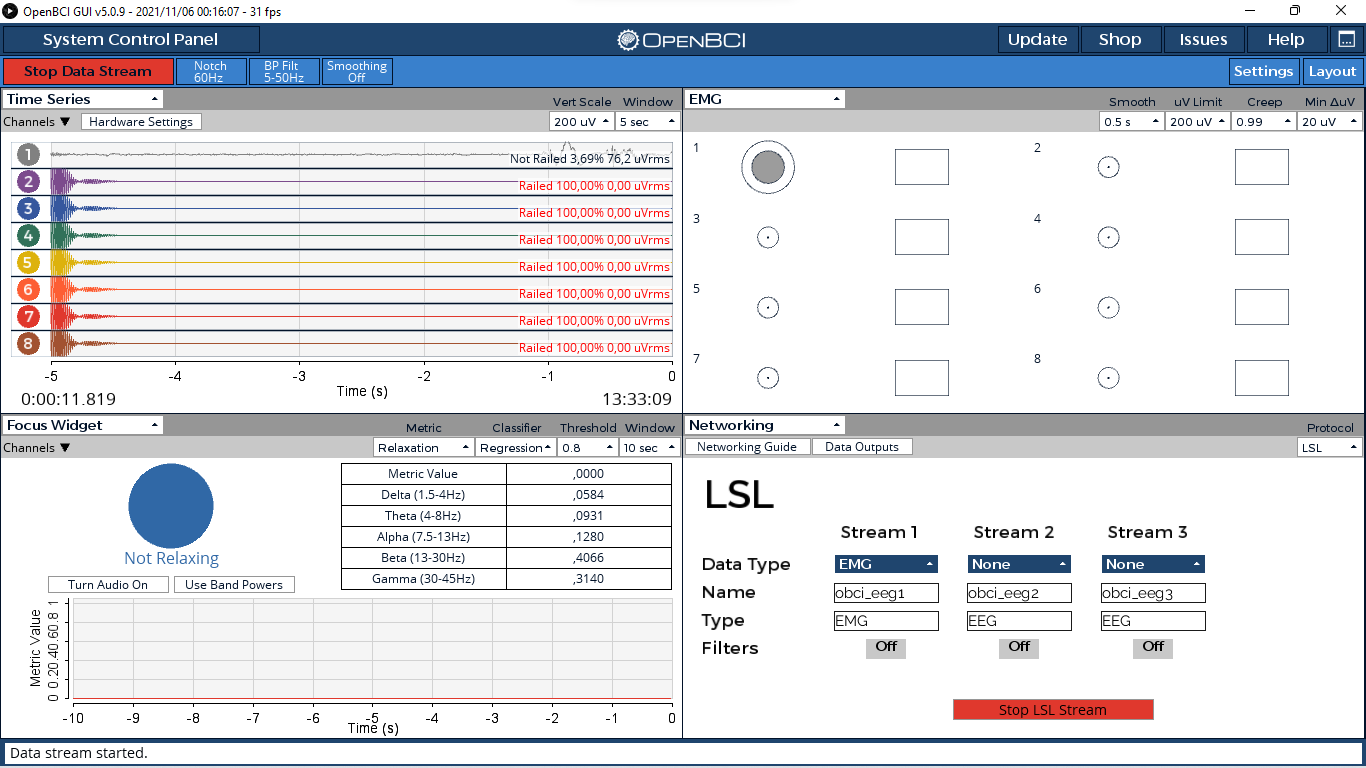 OpenBCI GUI v5.0.9 - 2021/11/06 00:16:07 - 31 fps
System Control Panel
OPENBCI
Update Shop Issues Help
Stop Data Stream
Notch
60Hz
BP Filt
5-50Hz
Smoothing
Off
Settings Layout
Time Series
Vert Scale Window
Channels ▼ Hardware Settings
200 uV 5 sec
1 Not Railed 3,69% 76,2 uVrms
2 Railed 100,00% 0,00 uVrms
3 Railed 100,00% 0,00 uVrms
4 Railed 100,00% 0,00 uVrms
5 Railed 100,00% 0,00 uVrms
6 Railed 100,00% 0,00 uVrms
7 Railed 100,00% 0,00 uVrms
8 Railed 100,00% 0,00 uVrms
-5 -4 -3 -2 -1 0
Time (s)
0:00:11.819 13:33:09
EMG
Smooth uV Limit Creep Min ΔuV
0.5 s 200 uV 0.99 20 uV
1 2
3 4
5 6
7 8
Focus Widget
Metric Classifier Threshold Window
Channels ▼
Relaxation Regression 0.8 10 sec
Not Relaxing
Turn Audio On Use Band Powers
Metric Value ,0000
Delta (1.5-4Hz) ,0584
Theta (4-8Hz) ,0931
Alpha (7.5-13Hz) ,1280
Beta (13-30Hz) ,4066
Gamma (30-45Hz) ,3140
Metric Value
0 0.20.40.60.8 1
-10 -9 -8 -7 -6 -5 -4 -3 -2 -1 0
Time (s)
Networking
Protocol
Networking Guide Data Outputs
LSL
LSL
Stream 1 Stream 2 Stream 3
Data Type EMG None None
Name obci_eeg1 obci_eeg2 obci_eeg3
Type EMG EEG EEG
Filters Off Off Off
Stop LSL Stream
Data stream started.